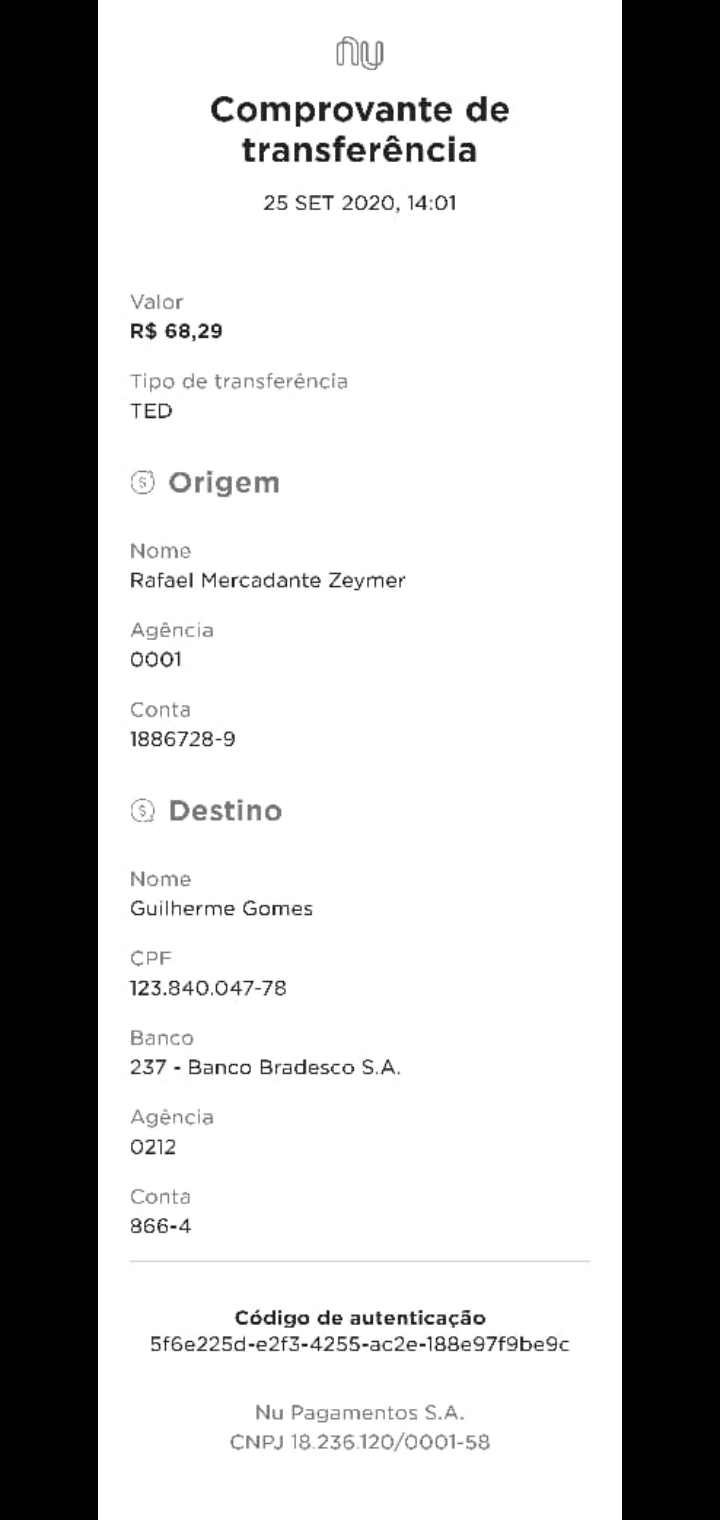 nu
Comprovante de
transferência
25 SET 2020, 14:01
Valor
R$ 68,29
Tipo de transferência
TED
Origem
Nome
Rafael Mercadante Zeymer
Agência
0001
Conta
1886728-9
Destino
Nome
Guilherme Gomes
CPF
123.840.047-78
Banco
237 - Banco Bradesco S.A.
Agência
0212
Conta
866-4
Código de autenticação
5f6e225d-e2f3-4255-ac2e-188e97f9be9c
Nu Pagamentos S.A.
CNPJ 18.236.120/0001-58